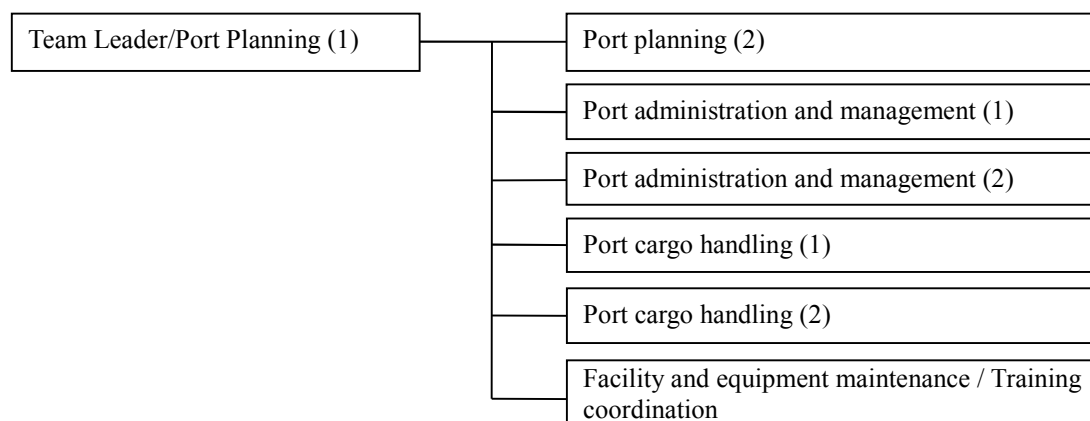 Team Leader/Port Planning (1)
Port planning (2)
Port administration and management (1)
Port administration and management (2)
Port cargo handling (1)
Port cargo handling (2)
Facility and equipment maintenance / Training
coordination